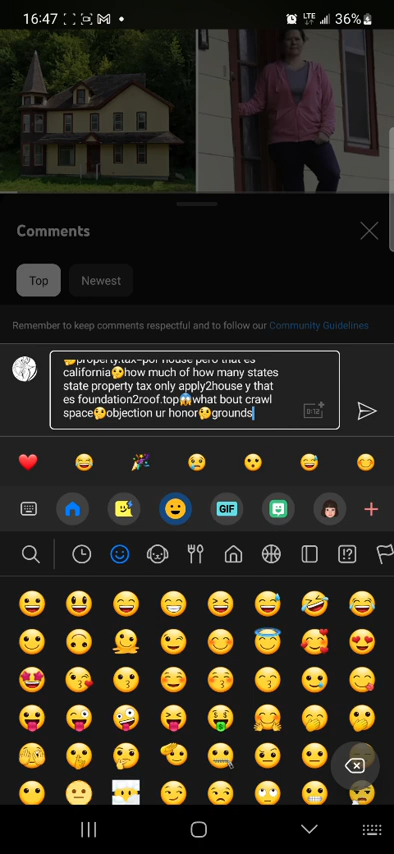 16:47
LTE
36%
Comments
Top
Newest
Remember to keep comments respectful and to follow our Community Guidelines
🤔property.tax=por house pero that es
california🤔how much of how many states
state property tax only apply2house y that
es foundation2roof.top😱what bout crawl
space🤔objection ur honor🤔grounds
0:12
GIF